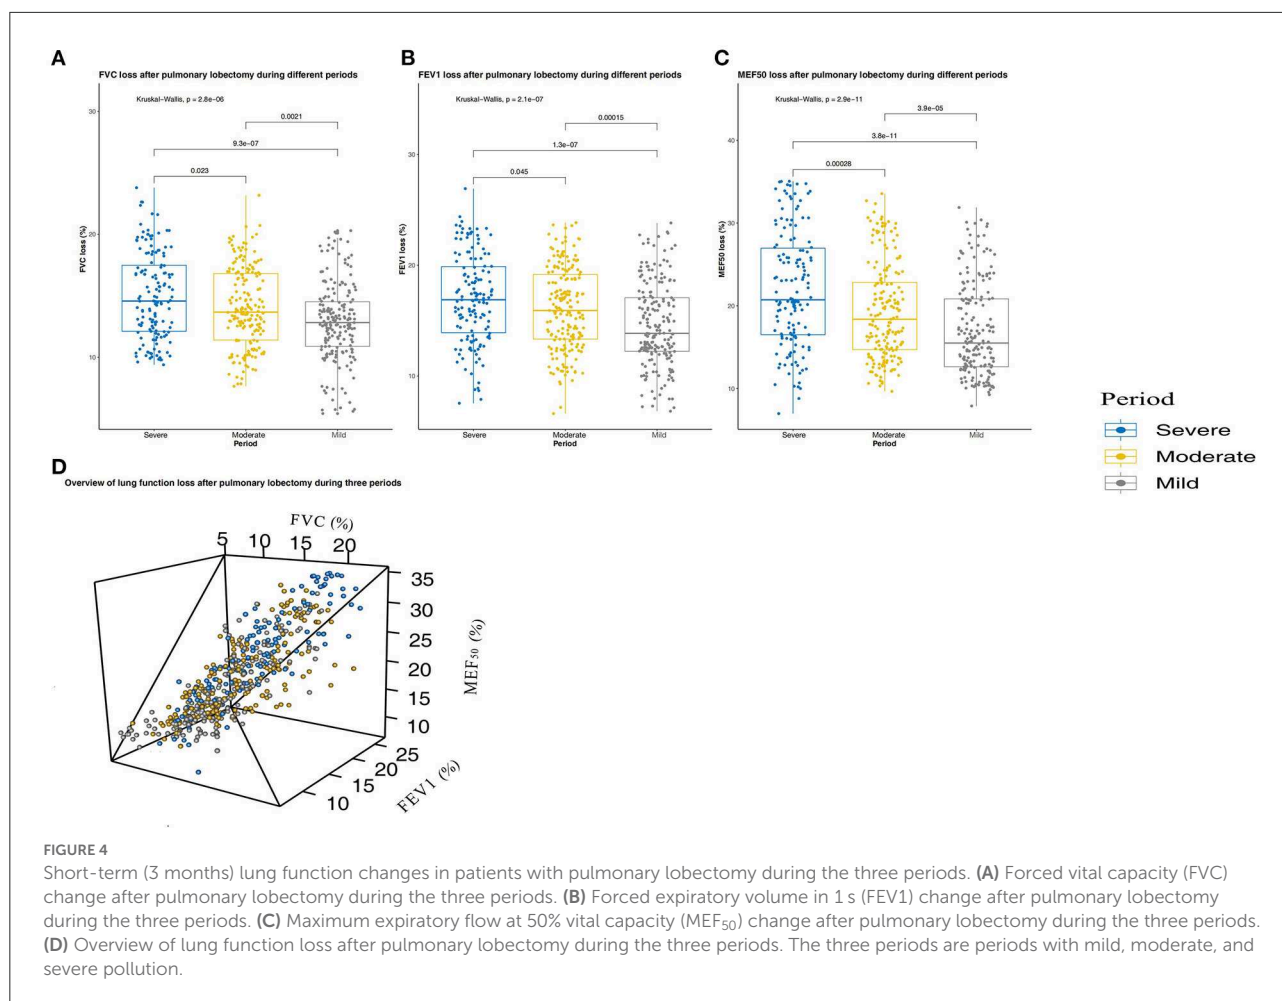 A
FVC loss after pulmonary lobectomy during different periods
Kruskal-Wallis, p = 2.8e-06
0.0021
9.3e-07
0.023
30
20
10
FVC loss (%)
Severe Moderate Mild
Period
B
FEV1 loss after pulmonary lobectomy during different periods
Kruskal-Wallis, p = 2.1e-07
0.00015
1.3e-07
0.045
30
20
10
FEV1 loss (%)
Severe Moderate Mild
Period
C
MEF50 loss after pulmonary lobectomy during different periods
Kruskal-Wallis, p = 2.9e-11
3.9e-05
3.8e-11
0.00028
40
30
20
10
MEF50 loss (%)
Severe Moderate Mild
Period
Period
Severe
Moderate
Mild
D
Overview of lung function loss after pulmonary lobectomy during three periods
FVC (%)
5 10 15 20
35
30
25
20
15
10
MEF50 (%)
25
20
15
10
FEV1 (%)
FIGURE 4
Short-term (3 months) lung function changes in patients with pulmonary lobectomy during the three periods. (A) Forced vital capacity (FVC)
change after pulmonary lobectomy during the three periods. (B) Forced expiratory volume in 1 s (FEV1) change after pulmonary lobectomy
during the three periods. (C) Maximum expiratory flow at 50% vital capacity (MEF50) change after pulmonary lobectomy during the three periods.
(D) Overview of lung function loss after pulmonary lobectomy during the three periods. The three periods are periods with mild, moderate, and
severe pollution.